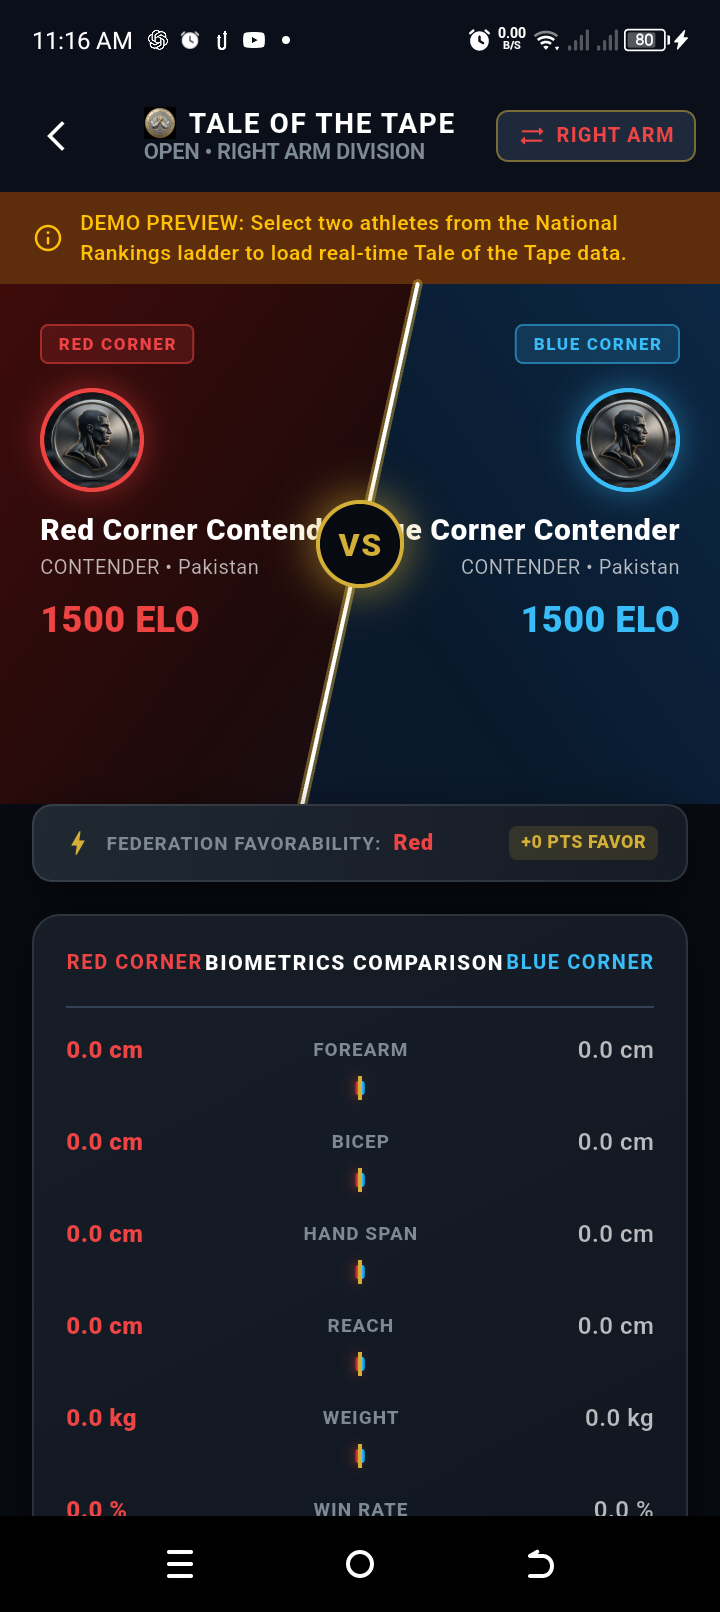 11:16 AM
0.00
B/S
80
TALE OF THE TAPE
OPEN • RIGHT ARM DIVISION
RIGHT ARM
DEMO PREVIEW: Select two athletes from the National
Rankings ladder to load real-time Tale of the Tape data.
RED CORNER
BLUE CORNER
Red Corner Contend
VS
e Corner Contender
CONTENDER • Pakistan
CONTENDER • Pakistan
1500 ELO
1500 ELO
FEDERATION FAVORABILITY: Red
+0 PTS FAVOR
RED CORNER BIOMETRICS COMPARISON BLUE CORNER
0.0 cm FOREARM 0.0 cm
0.0 cm BICEP 0.0 cm
0.0 cm HAND SPAN 0.0 cm
0.0 cm REACH 0.0 cm
0.0 kg WEIGHT 0.0 kg
0.0 % WIN RATE 0.0 %